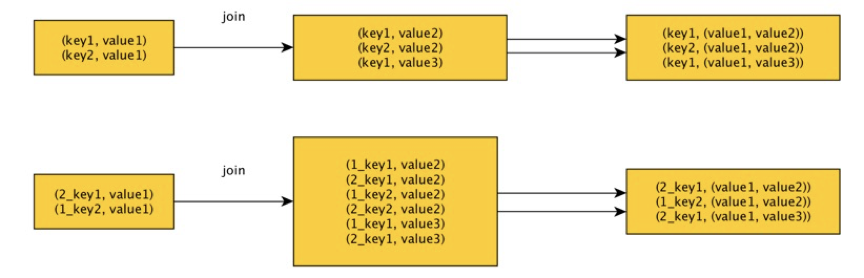 join
(key1, value1)
(key2, value1)
(key1, value2)
(key2, value2)
(key1, value3)
(key1, (value1, value2))
(key2, (value1, value2))
(key1, (value1, value3))
join
(2_key1, value1)
(1_key2, value1)
(1_key1, value2)
(2_key1, value2)
(1_key2, value2)
(2_key2, value2)
(1_key1, value3)
(2_key1, value3)
(2_key1, (value1, value2))
(1_key2, (value1, value2))
(2_key1, (value1, value3))